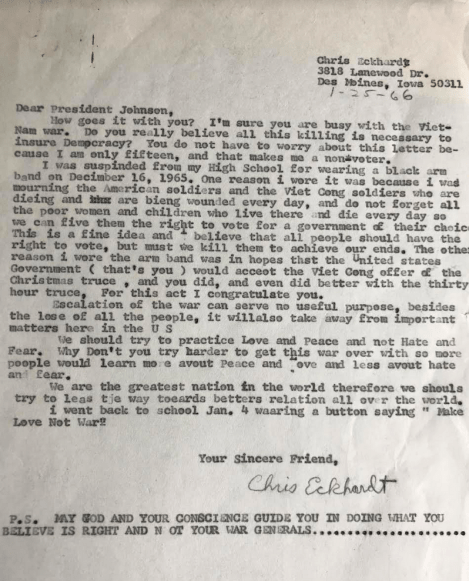 Chris Eckhardt
3818 Lanewood Dr.
Des Moines, Iowa 50311
1-25-66
Dear President Johnson,
How goes it with you? I'm sure you are busy with the Viet-
Nam war. Do you really believe all this killing is necessary to
insure Democracy? You do not have to worry about this letter be-
cause I am only fifteen, and that makes me a nonvoter.
I was suspinded from my High School for wearing a black arm
band on Decimber 16, 1965. One reason i wore it was because i was
mourning the American soldiers and the Viet Cong soldiers who are
dieing and are bieng wounded every day, and do not forget all
the poor women and children who live there and die every day so
we can five them the right to vote for a government of their choice
This is a fine idea and I believe that all people should have the
right to vote, but must we kill them to achieve our ends. The other
reason i wore the arm band was in hopes that the United states
Government ( that's you ) would acceot the Viet Cong offer of the
Christmas truce , and you did, and even did better with the thirty
hour truce, For this act I congratulate you.
Escalation of the war can serve no useful purpose, besides
the lose of all the people, it willalso take away from important
matters here in the U S
We should try to practice Love and Peace and not Hate and
Fear. Why Don't you try harder to get this war over with so more
people would learn more avout Peace and ove and less avout hate
and fear.
We are the greatest nation in the world therefore we shouls
try to leas tje way toeards betters relation all over the world.
i went back to school Jan. 4 waaring a button saying " Make
Love Not War"
Your Sincere Friend,
Chris Eckhardt
P.S. MAY GOD AND YOUR CONSCIENCE GUIDE YOU IN DOING WHAT YOU
BELIEVE IS RIGHT AND N OT YOUR WAR GENERALS................